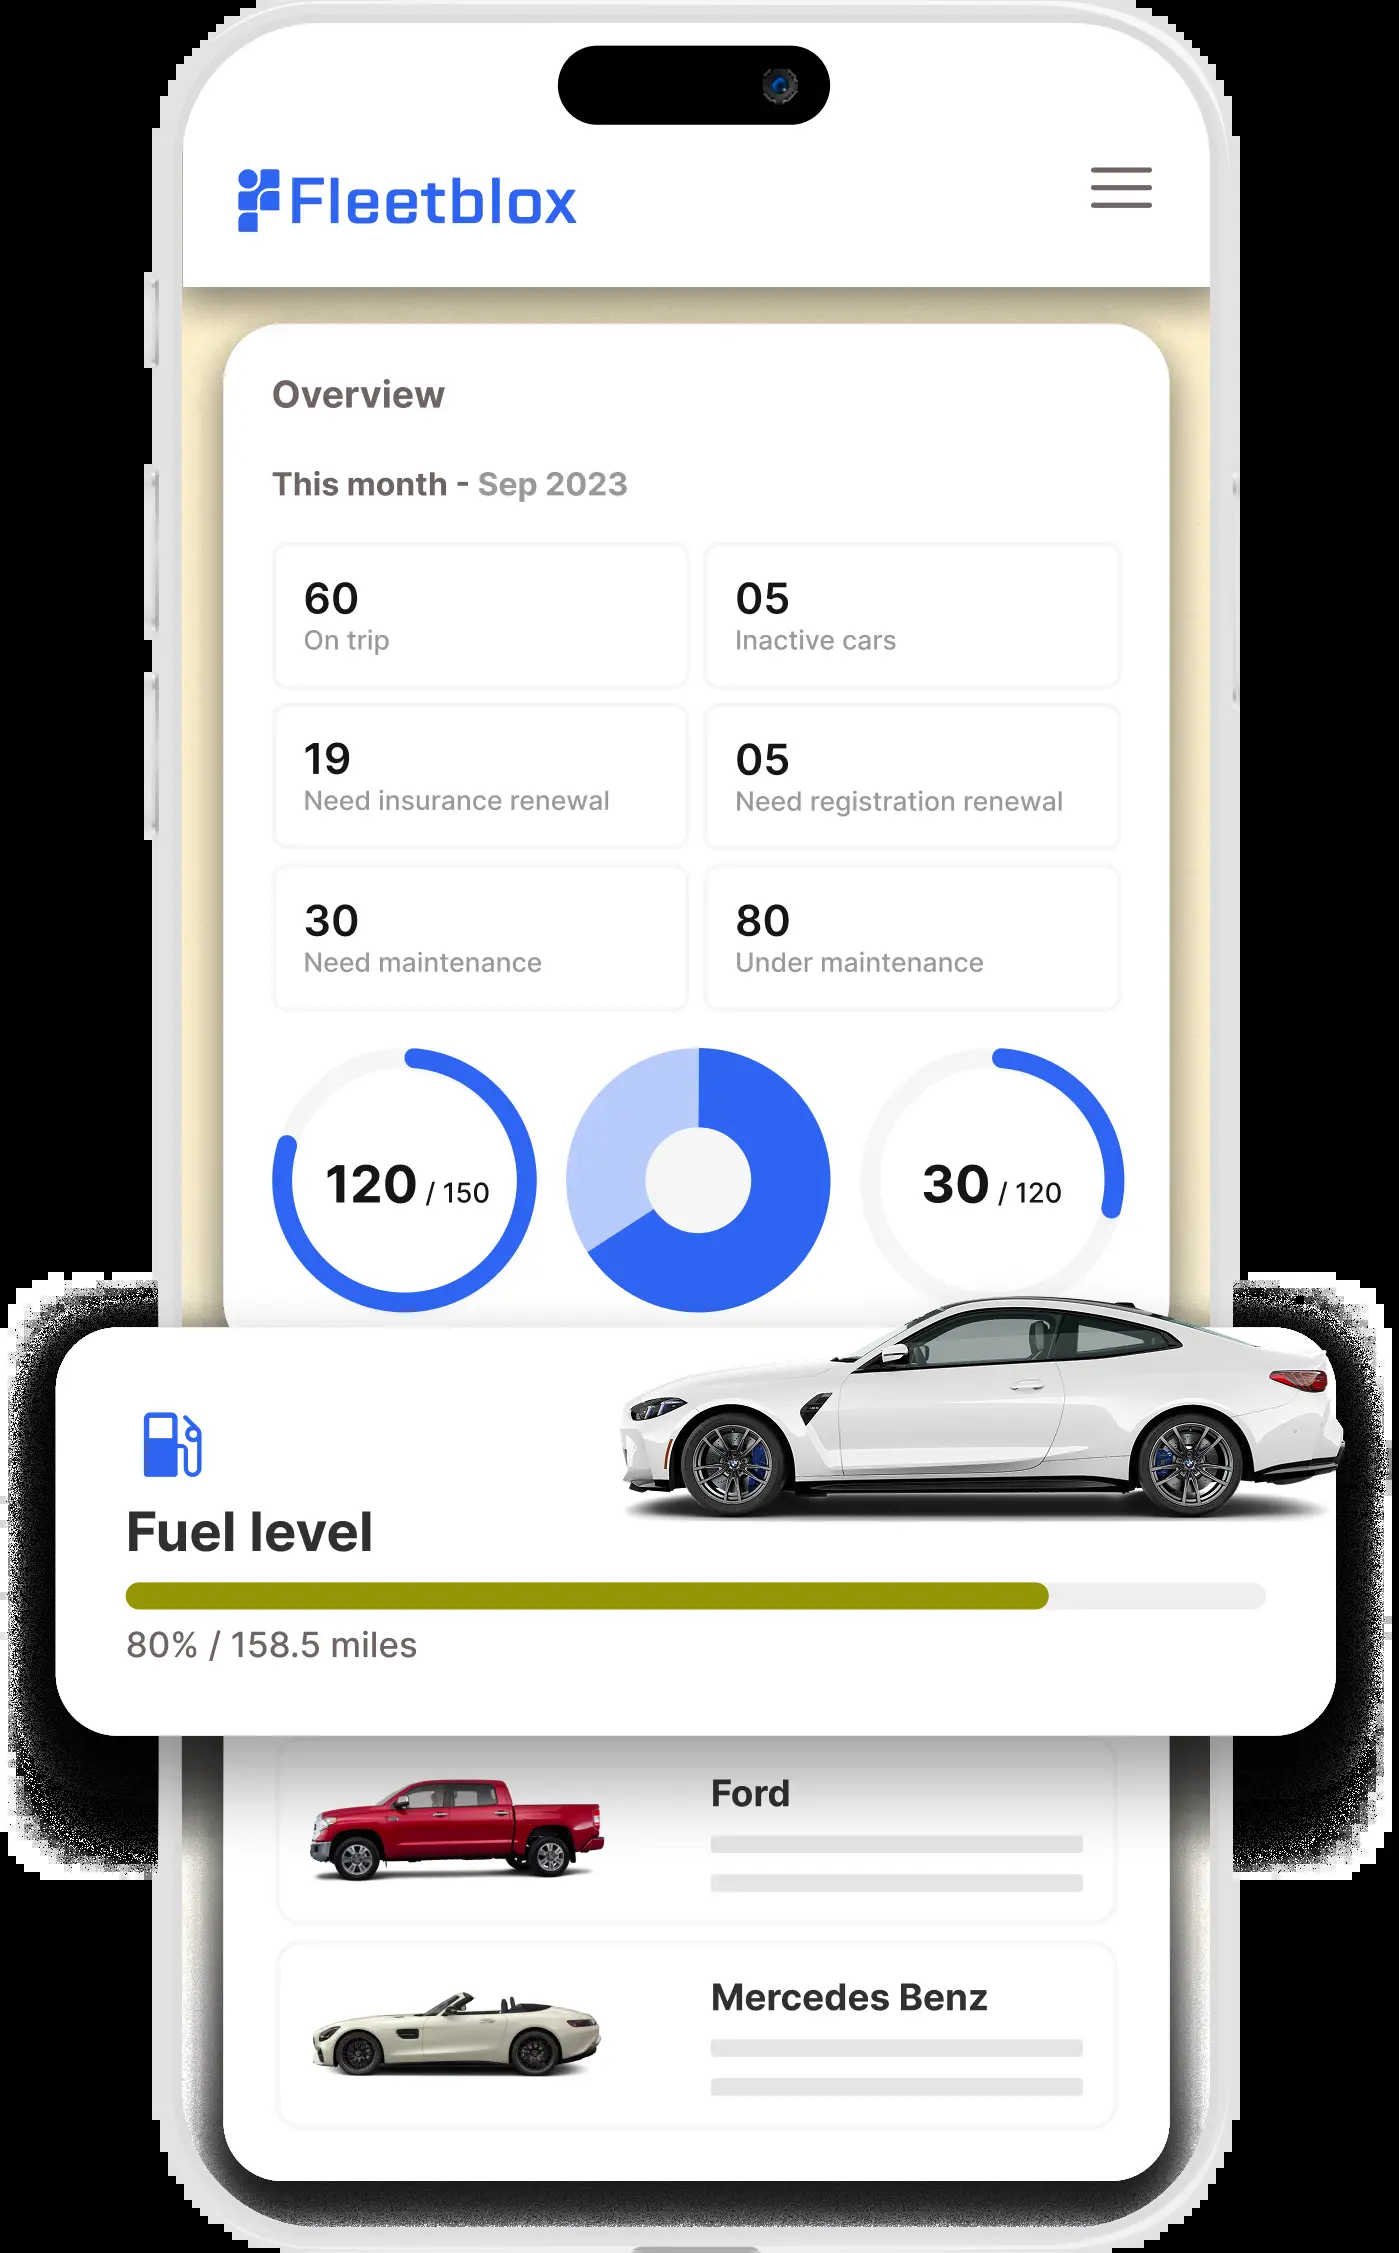 Fleetblox
Overview
This month - Sep 2023
60
On trip
05
Inactive cars
19
Need insurance renewal
05
Need registration renewal
30
Need maintenance
80
Under maintenance
120 / 150
30 / 120
Fuel level
80% / 158.5 miles
Ford
Mercedes Benz